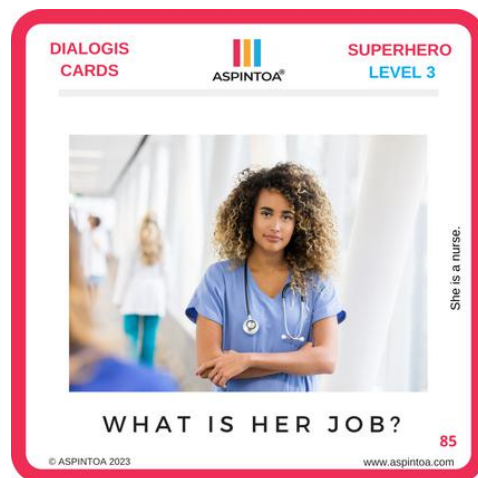 DIALOGIS
CARDS
ASPINTOA®
SUPERHERO
LEVEL 3
She is a nurse.
WHAT IS HER JOB?
85
© ASPINTOA 2023
www.aspintoa.com